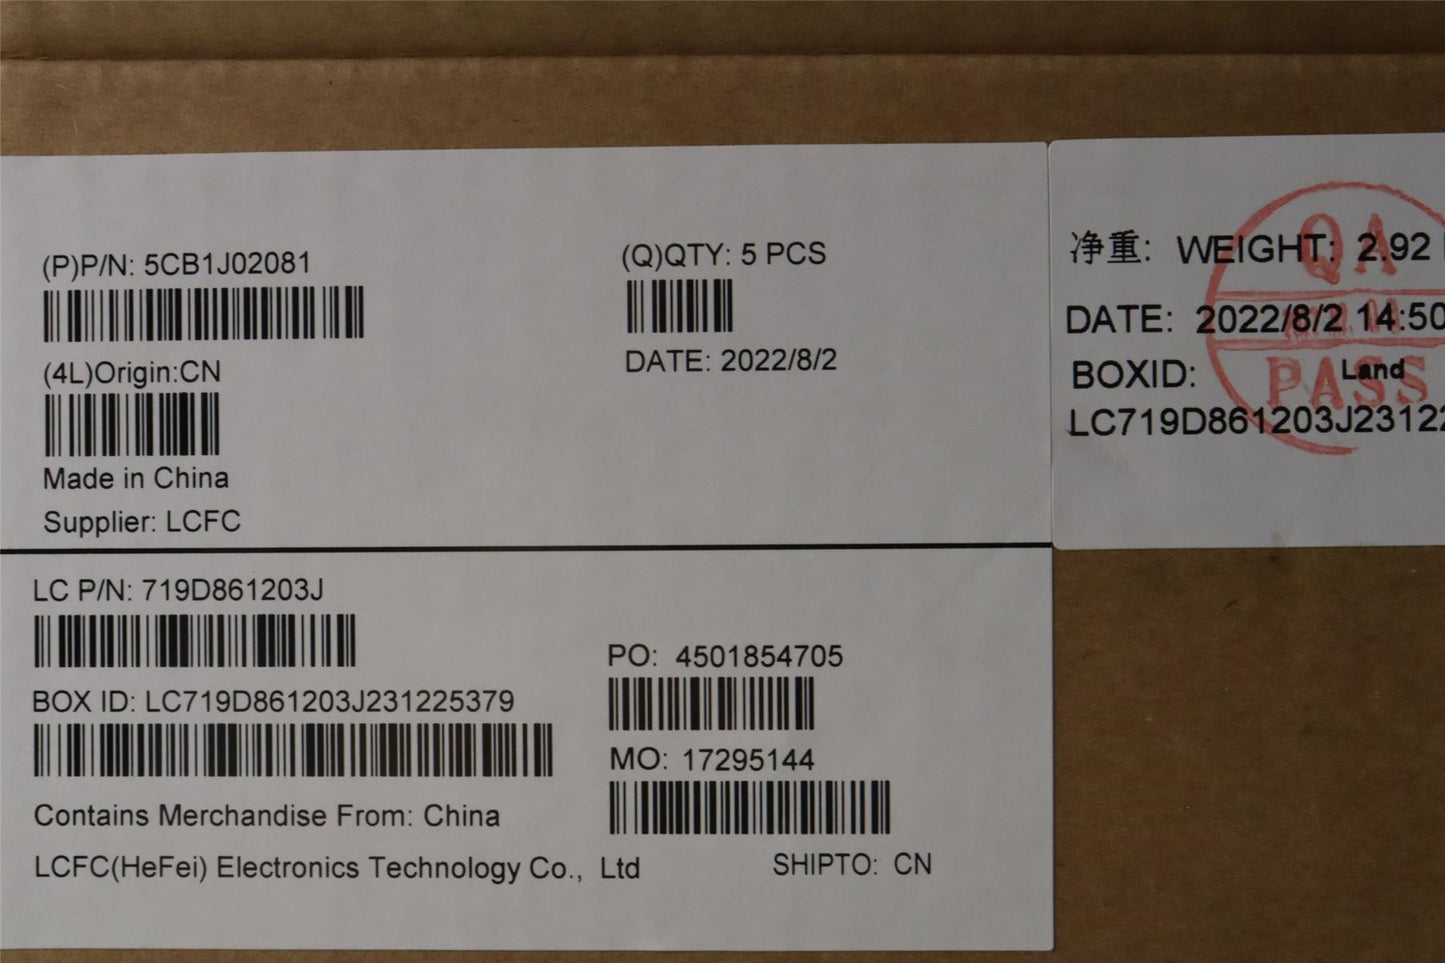 (P)P/N: 5CB1J02081
(4L)Origin:CN
Made in China
Supplier: LCFC
(Q)QTY: 5 PCS
DATE: 2022/8/2
LC P/N: 719D861203J
BOX ID: LC719D861203J231225379
Contains Merchandise From: China
LCFC(HeFei) Electronics Technology Co., Ltd
PO: 4501854705
MO: 17295144
SHIPTO: CN
净重: WEIGHT: 2.92
DATE: 2022/8/2 14:50
BOXID: Land
LC719D861203J23122
QA
PASS